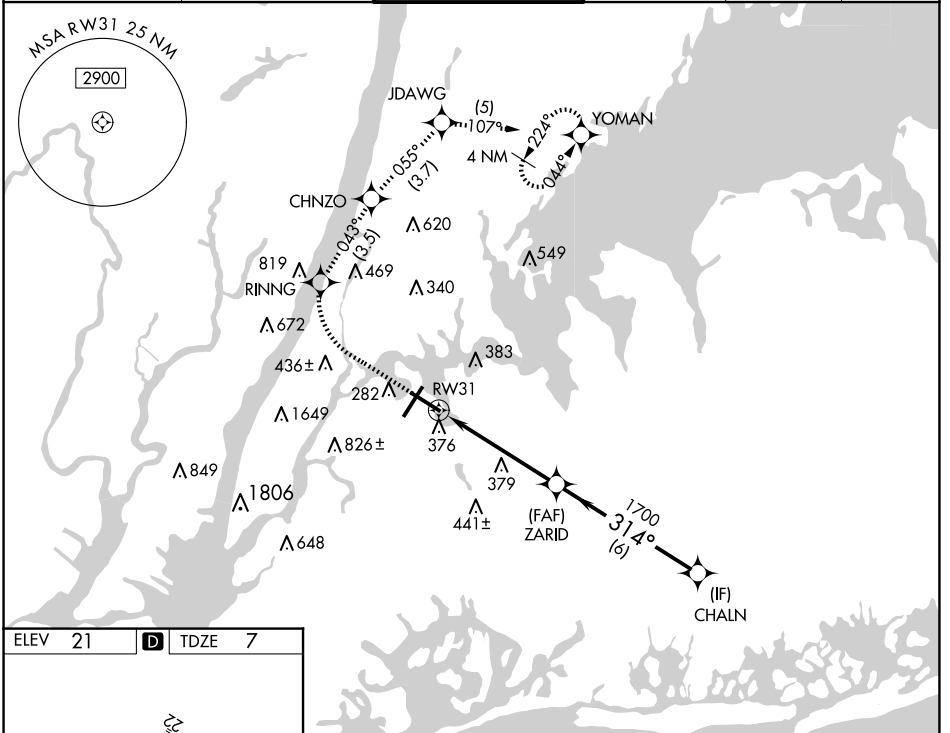 MSA RW31 25 NM
2900
JDAWG
(5)
107°
YOMAN
224°
044°
4 NM
055°
(3.7)
CHNZO
043°
(3.5)
620
549
819
469
RINNG
340
672
436±
383
282
RW31
1649
376
826±
849
379
1806
441±
(FAF)
ZARID
1700
314°
(6)
648
(IF)
CHALN
ELEV 21
D
TDZE 7
22